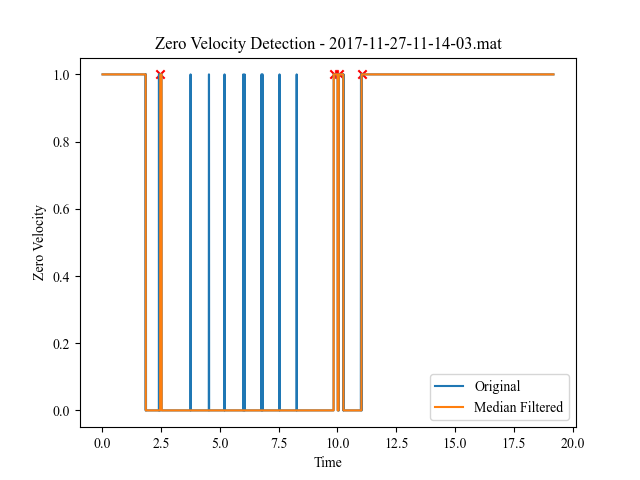 Zero Velocity Detection - 2017-11-27-11-14-03.mat
1.0
0.8
0.6
0.4
0.2
0.0
Zero Velocity
0.0 2.5 5.0 7.5 10.0 12.5 15.0 17.5 20.0
Time
Original
Median Filtered